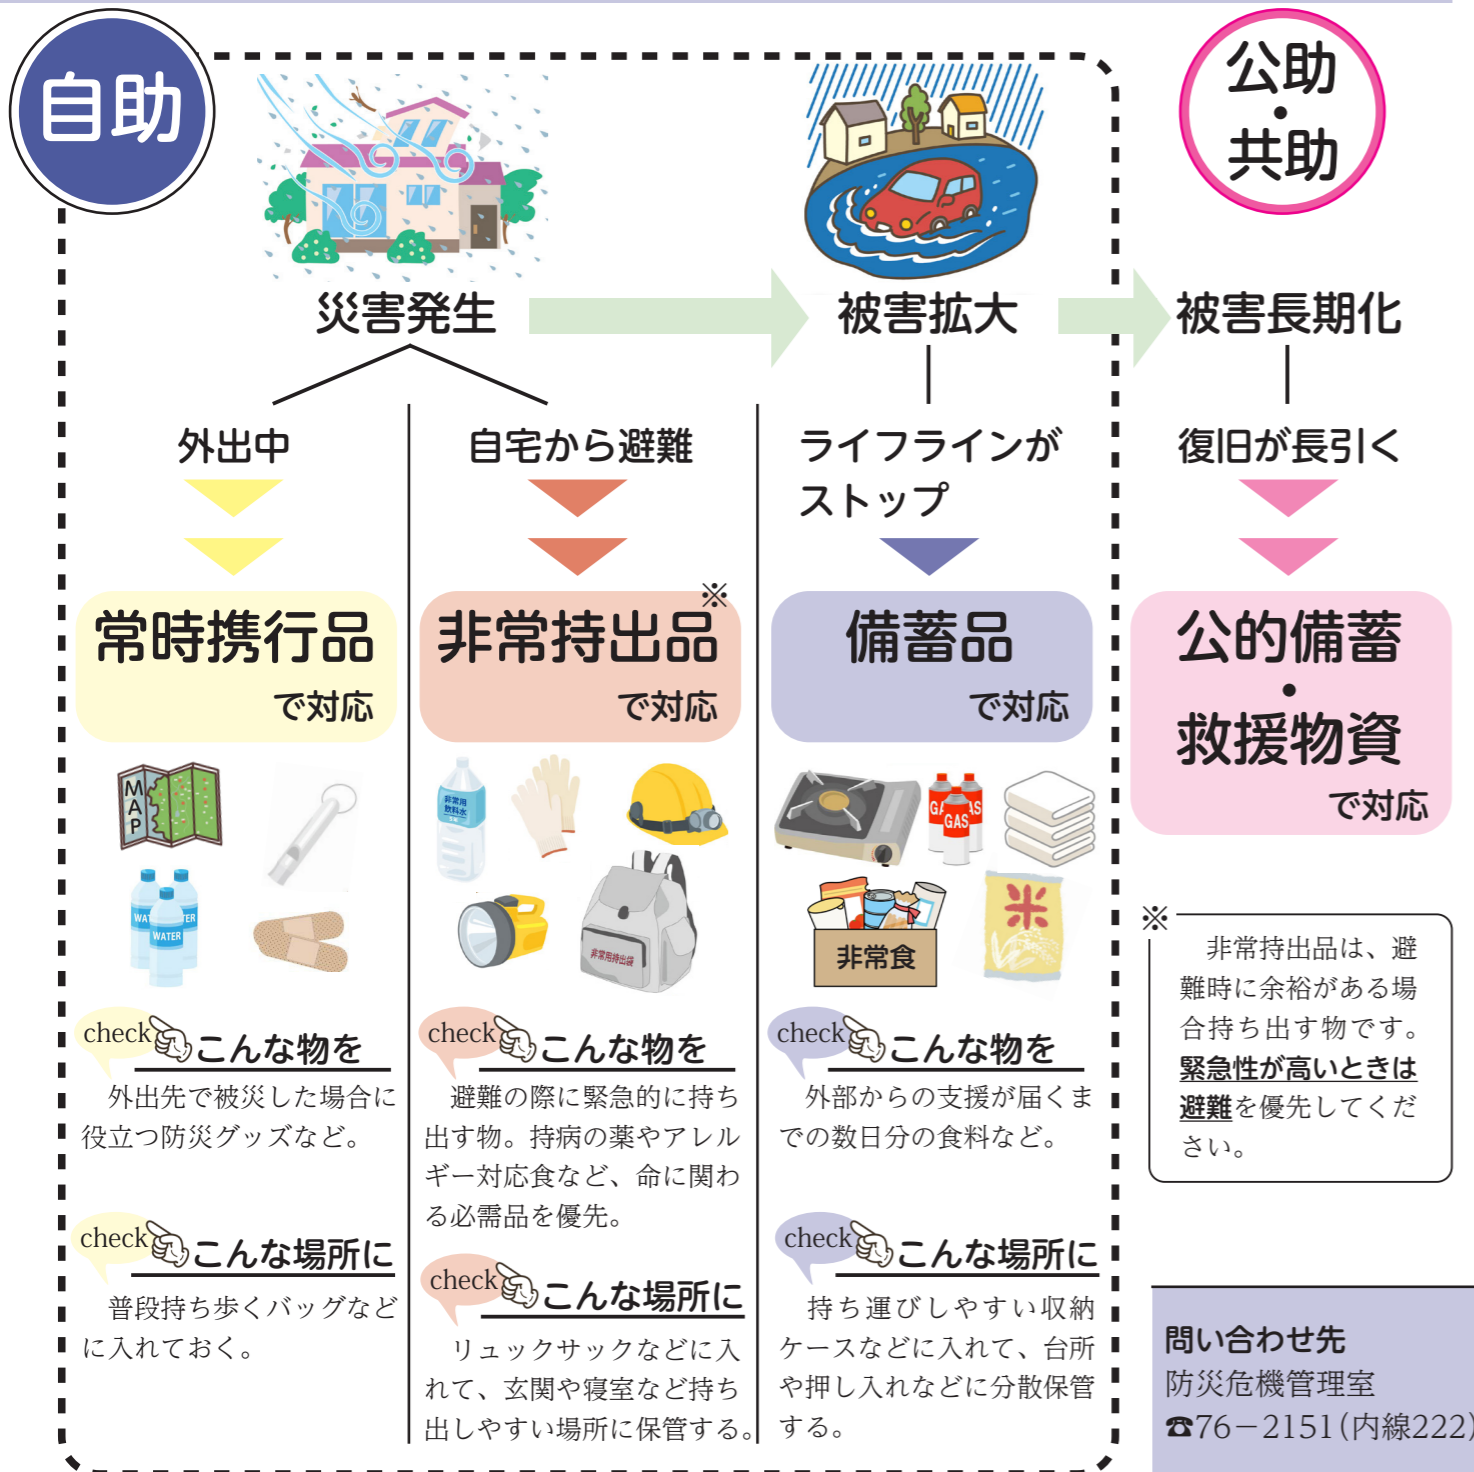 自助
公助
・
共助
災害発生
被害拡大
被害長期化
外出中
自宅から避難
ライフラインが
ストップ
復旧が長引く
常時携行品
で対応
※
非常持出品
で対応
備蓄品
で対応
公的備蓄
・
救援物資
で対応
MAP
WATER
WATER
WATER
非常用
飲料水
非常用持出袋
GAS
GAS
GAS
非常食
米
check
こんな物を
外出先で被災した場合に
役立つ防災グッズなど。
check
こんな場所に
普段持ち歩くバッグなど
に入れておく。
check
こんな物を
避難の際に緊急的に持ち
出す物。持病の薬やアレル
ギー対応食など、命に関わ
る必需品を優先。
check
こんな場所に
リュックサックなどに入
れて、玄関や寝室など持ち
出しやすい場所に保管する。
check
こんな物を
外部からの支援が届くま
での数日分の食料など。
check
こんな場所に
持ち運びしやすい収納
ケースなどに入れて、台所
や押し入れなどに分散保管
する。
※
非常持出品は、避
難時に余裕がある場
合持ち出す物です。
緊急性が高いときは
避難を優先してくだ
さい。
問い合わせ先
防災危機管理室
☎76－2151(内線222)